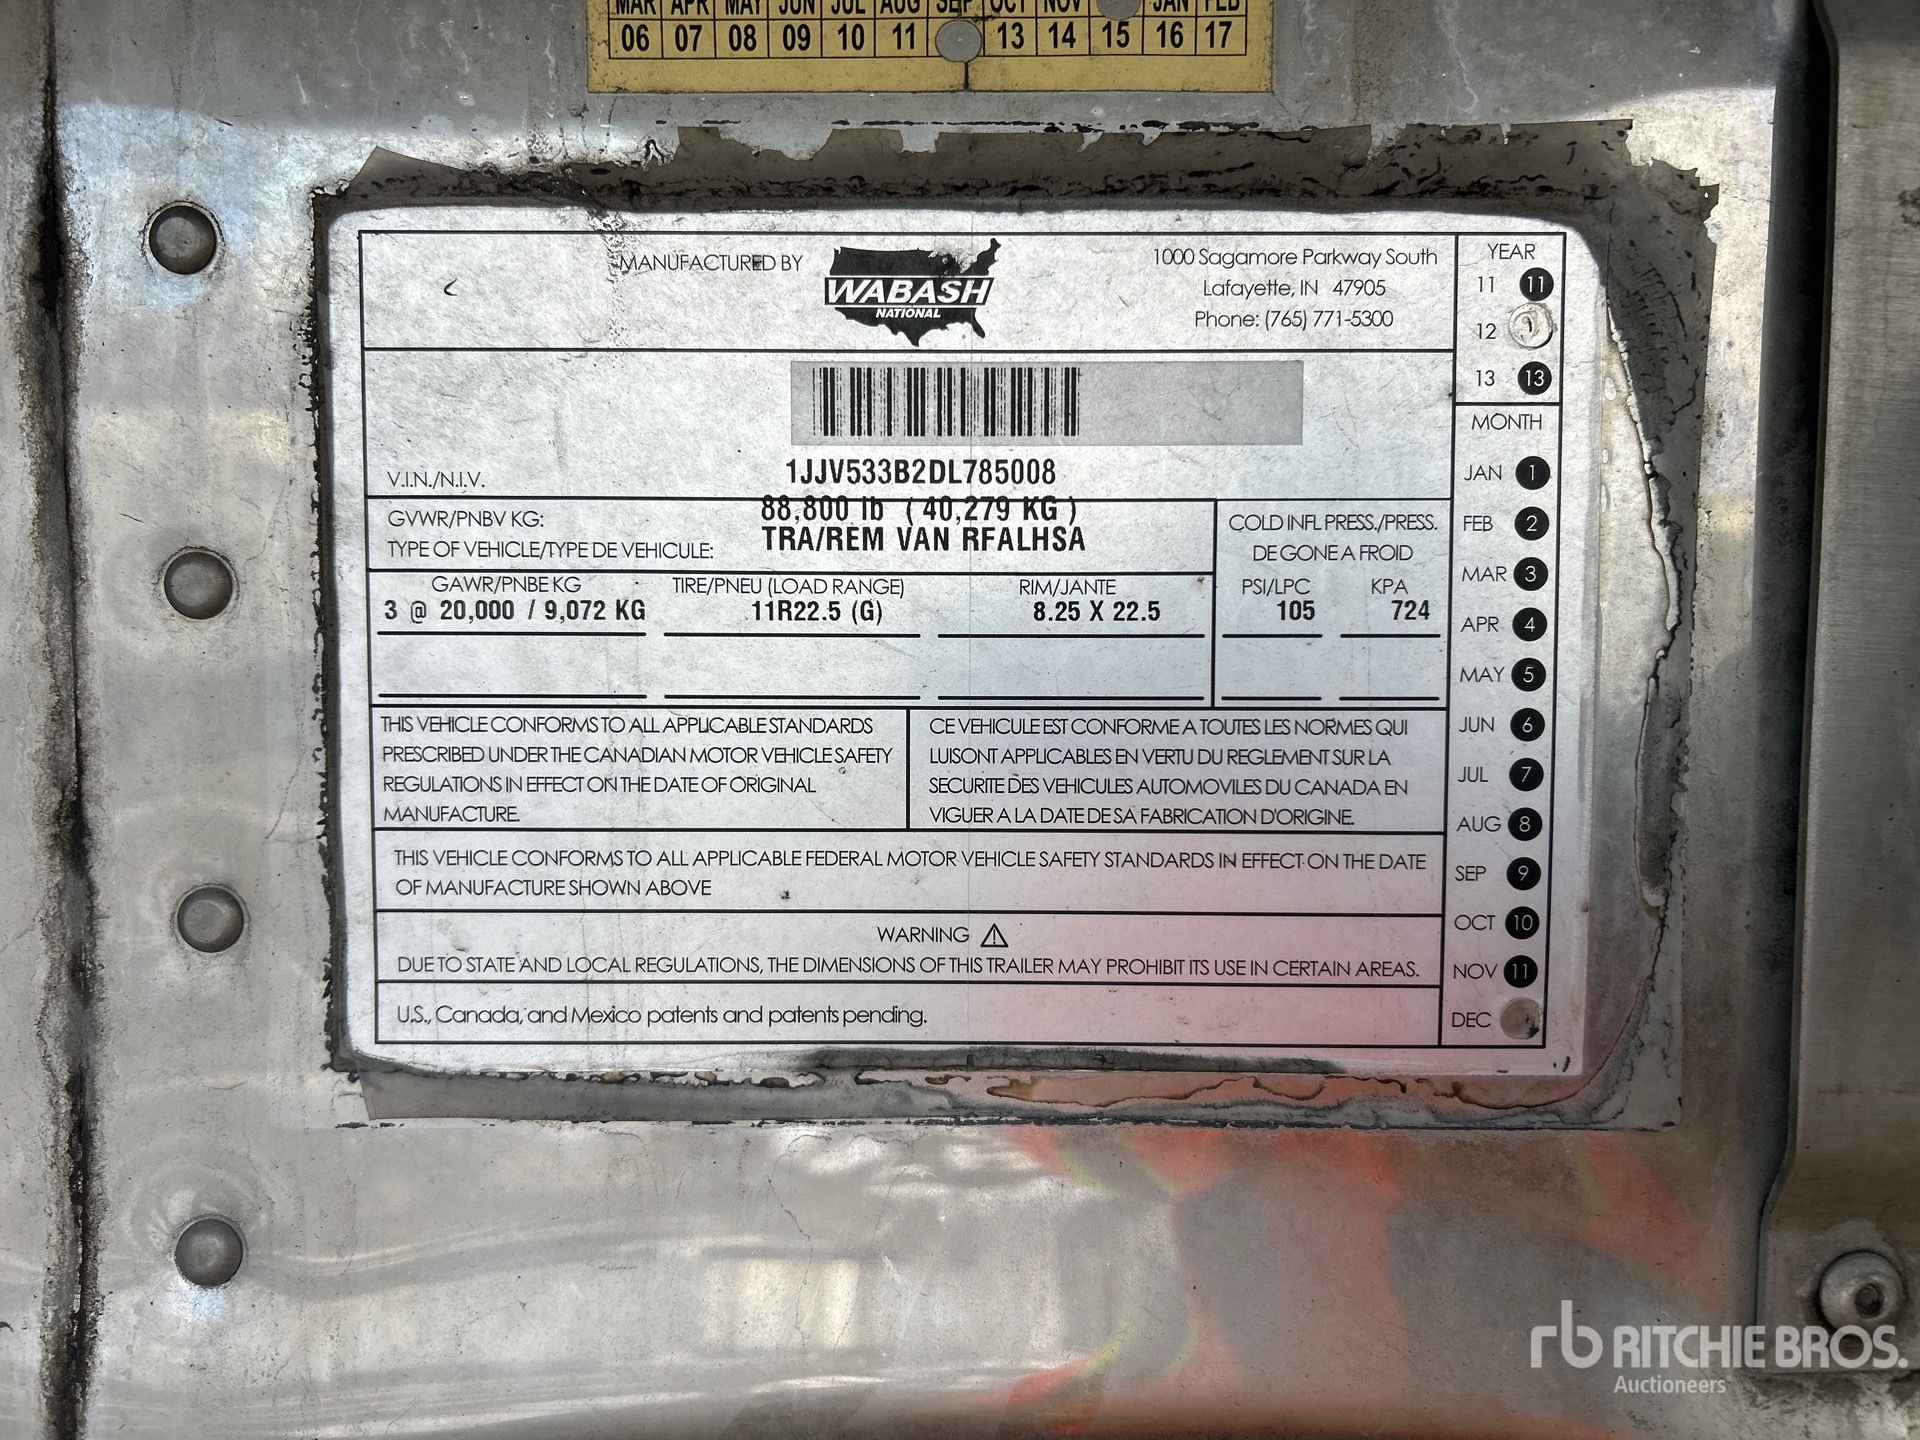 MAR APR MAY JUN JUL AUG SEP OCT NOV JAN FEB
06 07 08 09 10 11 13 14 15 16 17
MANUFACTURED BY
WABASH
NATIONAL
1000 Sagamore Parkway South
Lafayette, IN 47905
Phone: (765) 771-5300
YEAR
11 11
12
13 13
V.I.N./N.I.V.
1JJV533B2DL785008
GVWR/PNBV KG:
88,800 lb ( 40,279 KG )
TYPE OF VEHICLE/TYPE DE VEHICULE:
TRA/REM VAN RFALHSA
COLD INFL PRESS./PRESS.
DE GONE A FROID
GAWR/PNBE KG TIRE/PNEU (LOAD RANGE) RIM/JANTE PSI/LPC KPA
3 @ 20,000 / 9,072 KG 11R22.5 (G) 8.25 X 22.5 105 724
THIS VEHICLE CONFORMS TO ALL APPLICABLE STANDARDS
PRESCRIBED UNDER THE CANADIAN MOTOR VEHICLE SAFETY
REGULATIONS IN EFFECT ON THE DATE OF ORIGINAL
MANUFACTURE.
CE VEHICULE EST CONFORME A TOUTES LES NORMES QUI
LUISONT APPLICABLES EN VERTU DU REGLEMENT SUR LA
SECURITE DES VEHICULES AUTOMOVILES DU CANADA EN
VIGUER A LA DATE DE SA FABRICATION D'ORIGINE.
THIS VEHICLE CONFORMS TO ALL APPLICABLE FEDERAL MOTOR VEHICLE SAFETY STANDARDS IN EFFECT ON THE DATE
OF MANUFACTURE SHOWN ABOVE
WARNING
DUE TO STATE AND LOCAL REGULATIONS, THE DIMENSIONS OF THIS TRAILER MAY PROHIBIT ITS USE IN CERTAIN AREAS.
U.S., Canada, and Mexico patents and patents pending.
MONTH
JAN 1
FEB 2
MAR 3
APR 4
MAY 5
JUN 6
JUL 7
AUG 8
SEP 9
OCT 10
NOV 11
DEC
rb RITCHIE BROS.
Auctioneers